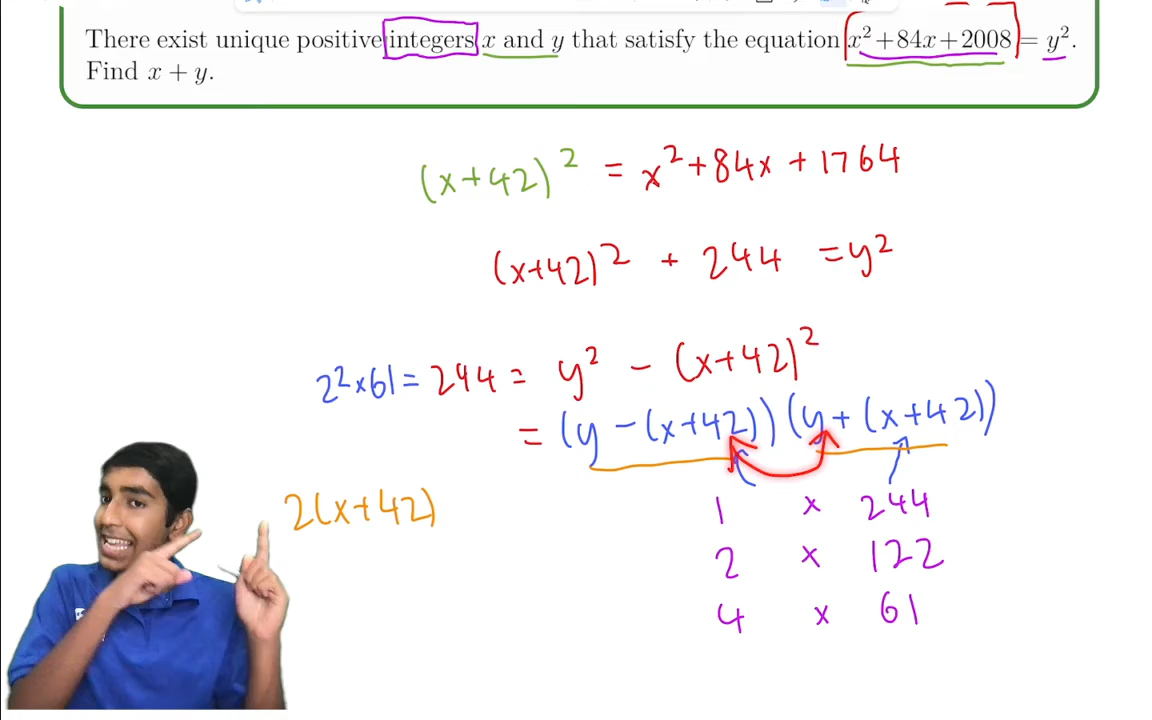 There exist unique positive integers x and y that satisfy the equation x² + 84x + 2008 = y².
Find x + y.
(x+42)² = x² + 84x + 1764
(x+42)² + 244 = y²
2² x 61 = 244 = y² - (x+42)²
= (y - (x+42)) (y + (x+42))
2(x+42)
1 x 244
2 x 122
4 x 61